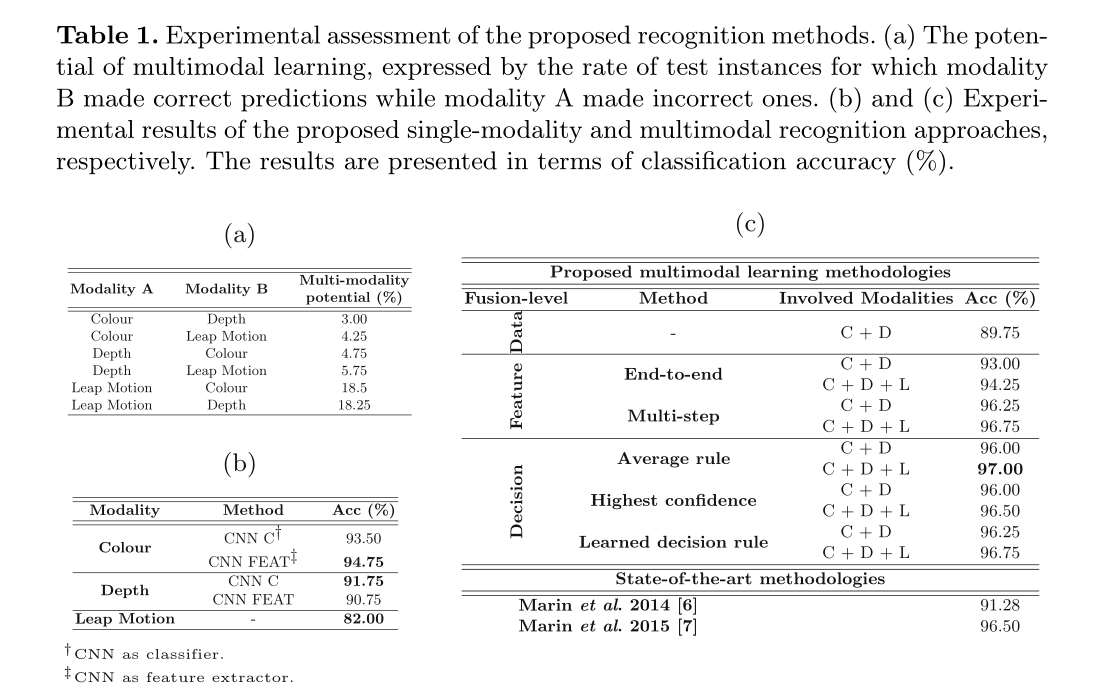 Table 1. Experimental assessment of the proposed recognition methods. (a) The poten-
tial of multimodal learning, expressed by the rate of test instances for which modality
B made correct predictions while modality A made incorrect ones. (b) and (c) Experi-
mental results of the proposed single-modality and multimodal recognition approaches,
respectively. The results are presented in terms of classification accuracy (%).
(a)
Modality A Modality B Multi-modality potential (%)
Colour Depth 3.00
Colour Leap Motion 4.25
Depth Colour 4.75
Depth Leap Motion 5.75
Leap Motion Colour 18.5
Leap Motion Depth 18.25
(b)
Modality Method Acc (%)
Colour
CNN C† 93.50
CNN FEAT‡ 94.75
Depth
CNN C 91.75
CNN FEAT 90.75
Leap Motion - 82.00
†CNN as classifier.
‡CNN as feature extractor.
(c)
Proposed multimodal learning methodologies
Fusion-level Method Involved Modalities Acc (%)
Data - C + D 89.75
Feature
End-to-end
C + D 93.00
C + D + L 94.25
Multi-step
C + D 96.25
C + D + L 96.75
Decision
Average rule
C + D 96.00
C + D + L 97.00
Highest confidence
C + D 96.00
C + D + L 96.50
Learned decision rule
C + D 96.25
C + D + L 96.75
State-of-the-art methodologies
Marin et al. 2014 [6] 91.28
Marin et al. 2015 [7] 96.50